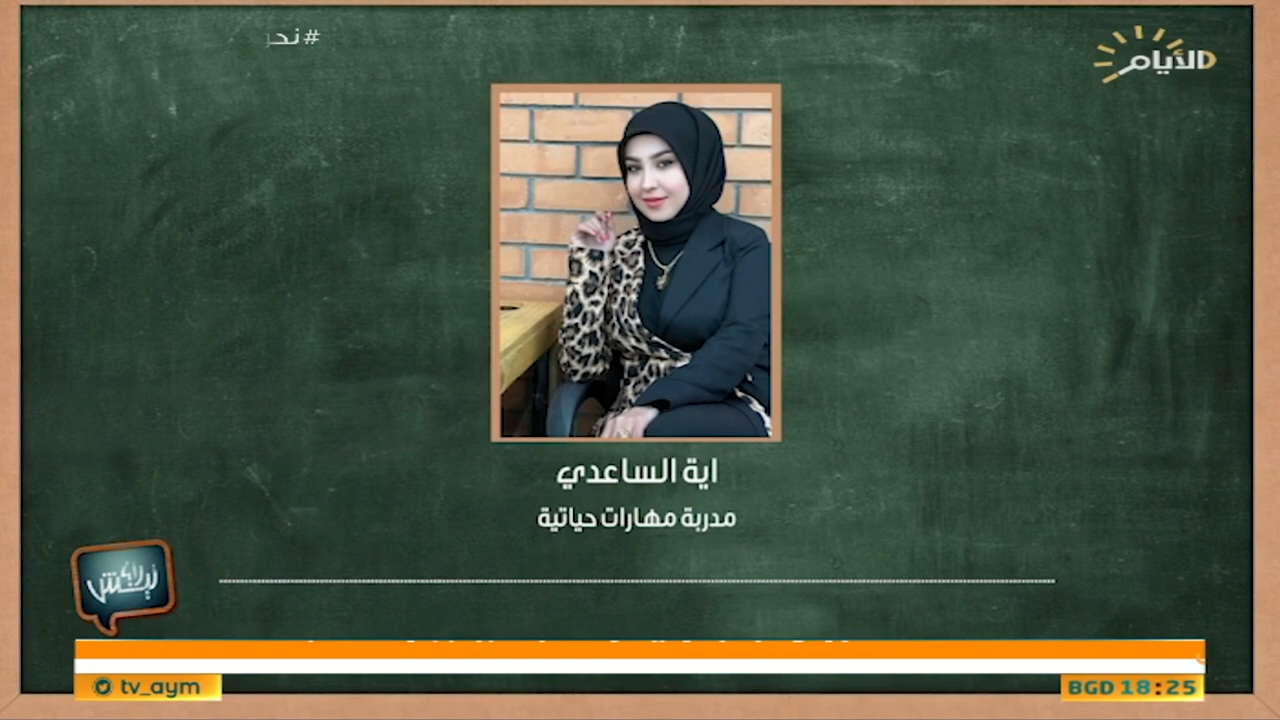 #نحن
الأيام
اية الساعدي
مدربة مهارات حياتية
tv_aym
BGD 18:25